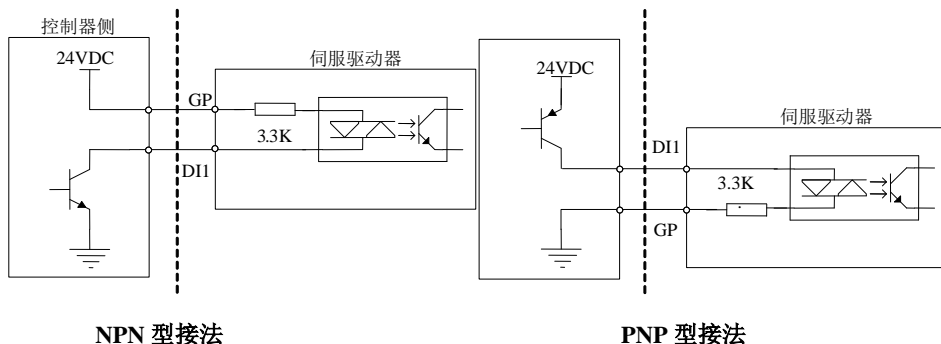 控制器侧
24VDC
伺服驱动器
GP
3.3K
DI1
NPN 型接法
24VDC
伺服驱动器
DI1
3.3K
GP
PNP 型接法